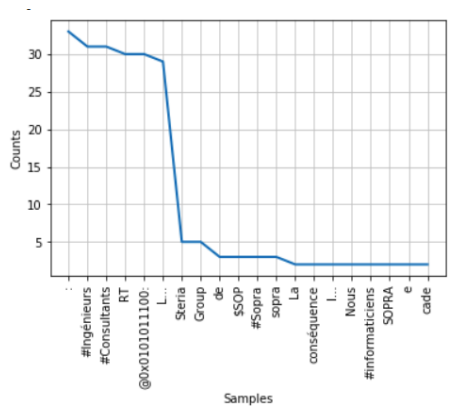 30
25
20
15
10
5
Counts
:
#Ingénieurs
#Consultants
RT
@0x0101011100:
L...
Steria
Group
de
$SOP
#Sopra
sopra
La
conséquence
l...
Nous
#informaticiens
SOPRA
e
cade
Samples